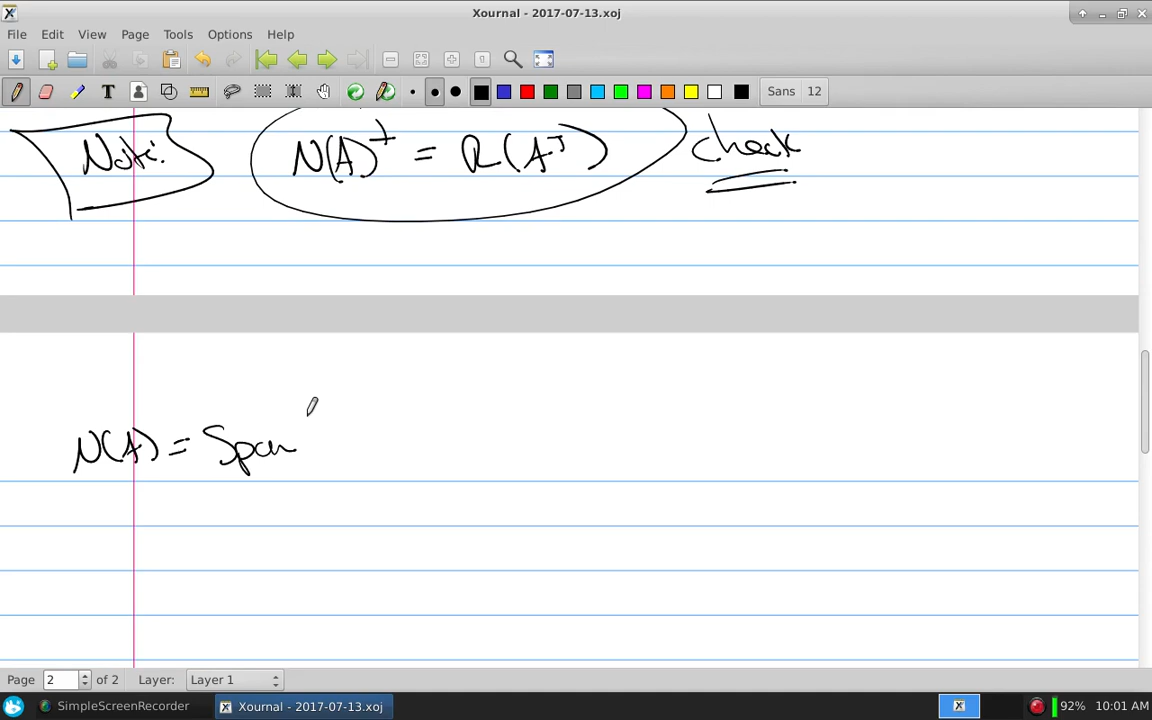 Xournal - 2017-07-13.xoj
File Edit View Page Tools Options Help
T Sans 12
Note: N(A)⊥ = R(Aᵀ) check
N(A) = Span
Page 2 of 2 Layer: Layer 1
SimpleScreenRecorder Xournal - 2017-07-13.xoj 92% 10:01 AM